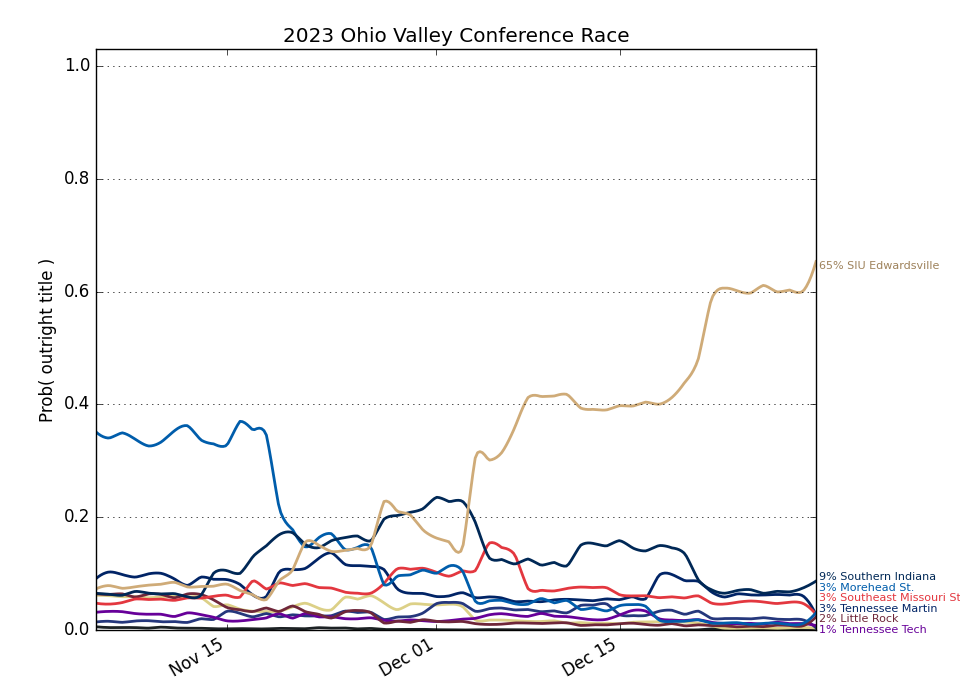 2023 Ohio Valley Conference Race
Prob( outright title )
1.0
0.8
0.6
0.4
0.2
0.0
65% SIU Edwardsville
9% Southern Indiana
3% Morehead St.
3% Southeast Missouri St
3% Tennessee Martin
2% Little Rock
1% Tennessee Tech
Nov 15
Dec 01
Dec 15